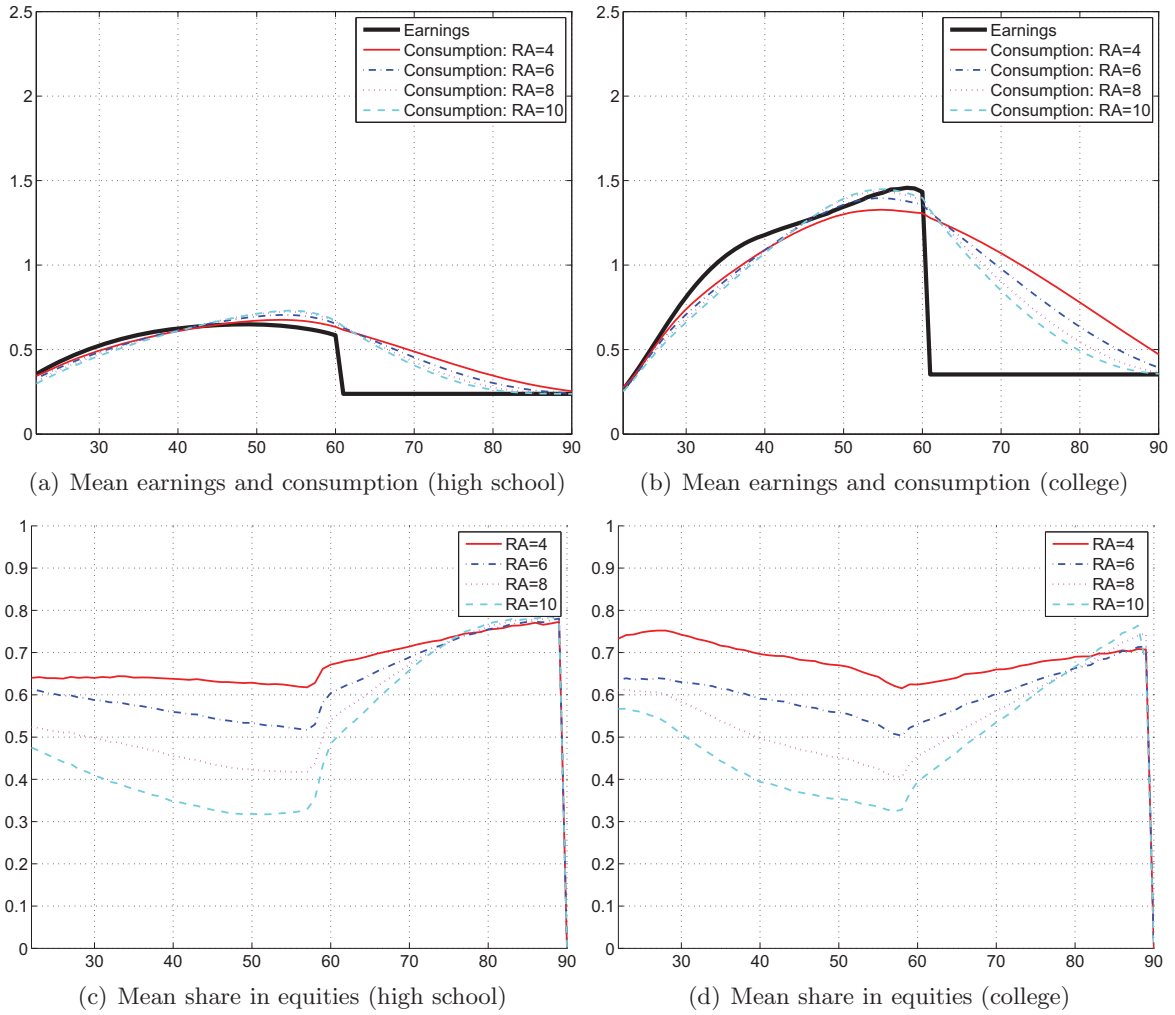 2.5
2
1.5
1
0.5
0
30 40 50 60 70 80 90
Earnings
Consumption: RA=4
Consumption: RA=6
Consumption: RA=8
Consumption: RA=10
(a) Mean earnings and consumption (high school)
2.5
2
1.5
1
0.5
0
30 40 50 60 70 80 90
Earnings
Consumption: RA=4
Consumption: RA=6
Consumption: RA=8
Consumption: RA=10
(b) Mean earnings and consumption (college)
1
0.9
0.8
0.7
0.6
0.5
0.4
0.3
0.2
0.1
0
30 40 50 60 70 80 90
RA=4
RA=6
RA=8
RA=10
(c) Mean share in equities (high school)
1
0.9
0.8
0.7
0.6
0.5
0.4
0.3
0.2
0.1
0
30 40 50 60 70 80 90
RA=4
RA=6
RA=8
RA=10
(d) Mean share in equities (college)